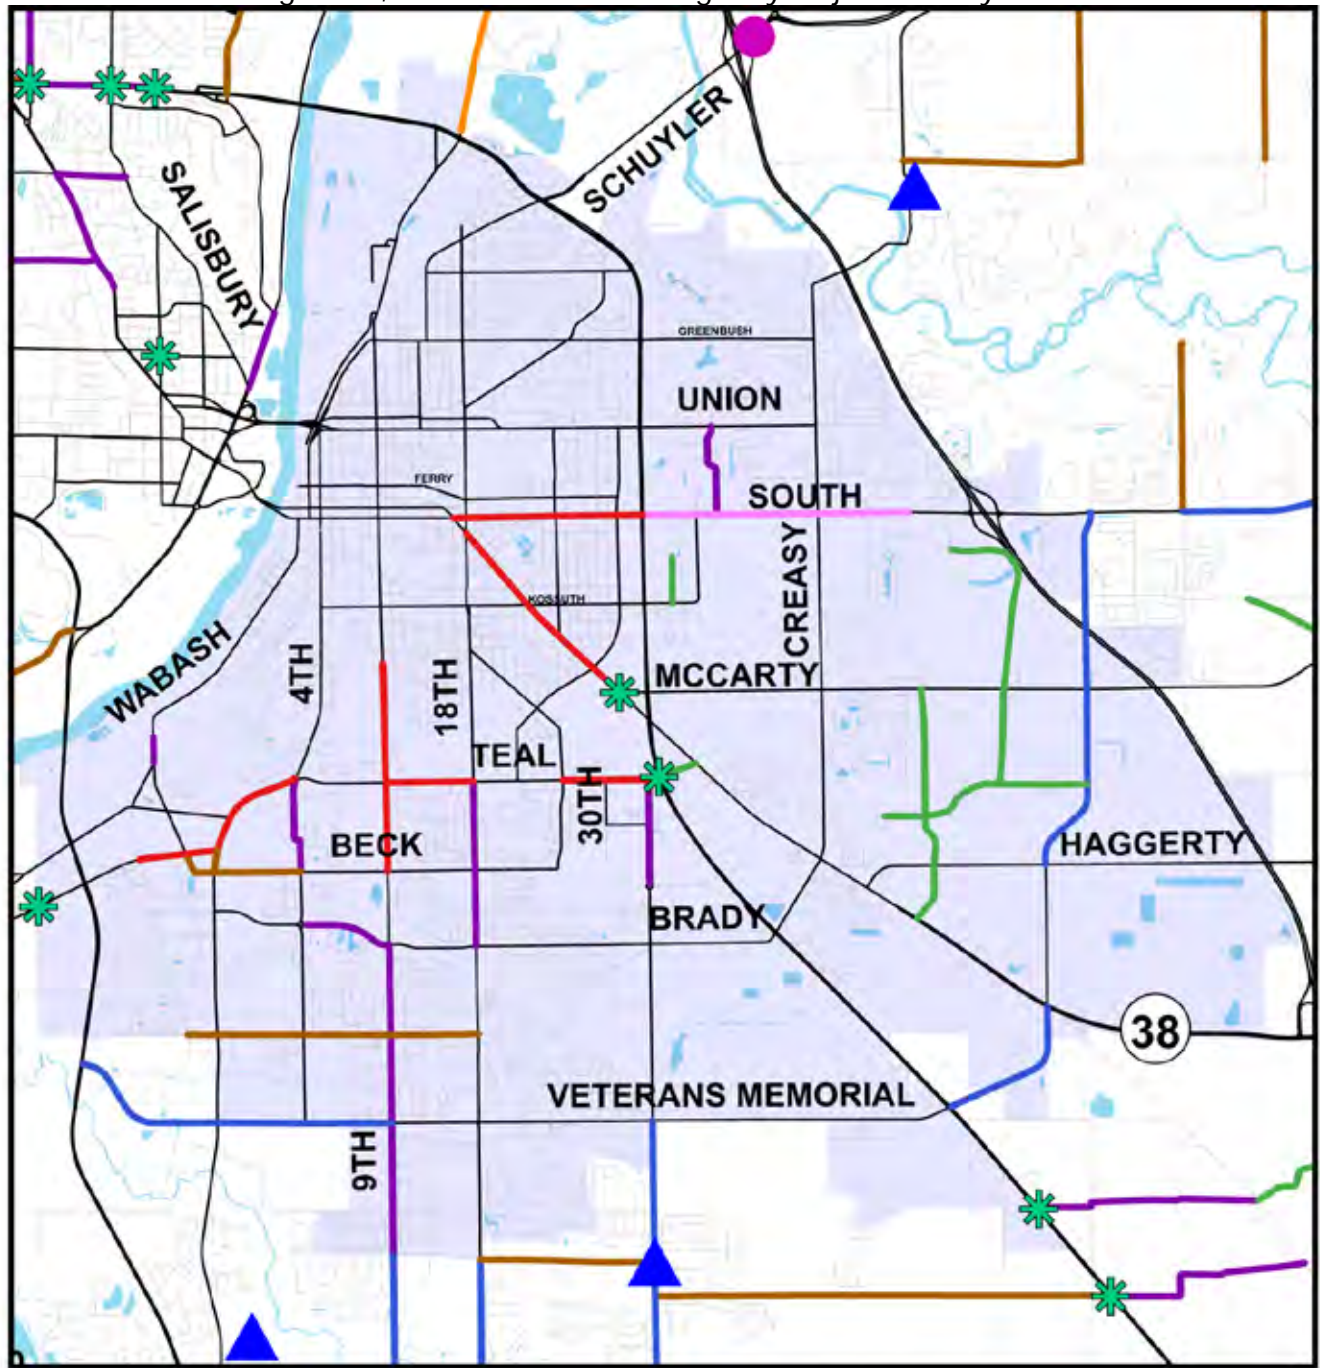 SCHUYLER
SALISBURY
GREENBUSH
UNION
FERRY
SOUTH
CREASY
KOSSUTH
WABASH
4TH
18TH
MCCARTY
TEAL
30TH
BECK
HAGGERTY
BRADY
38
VETERANS MEMORIAL
9TH